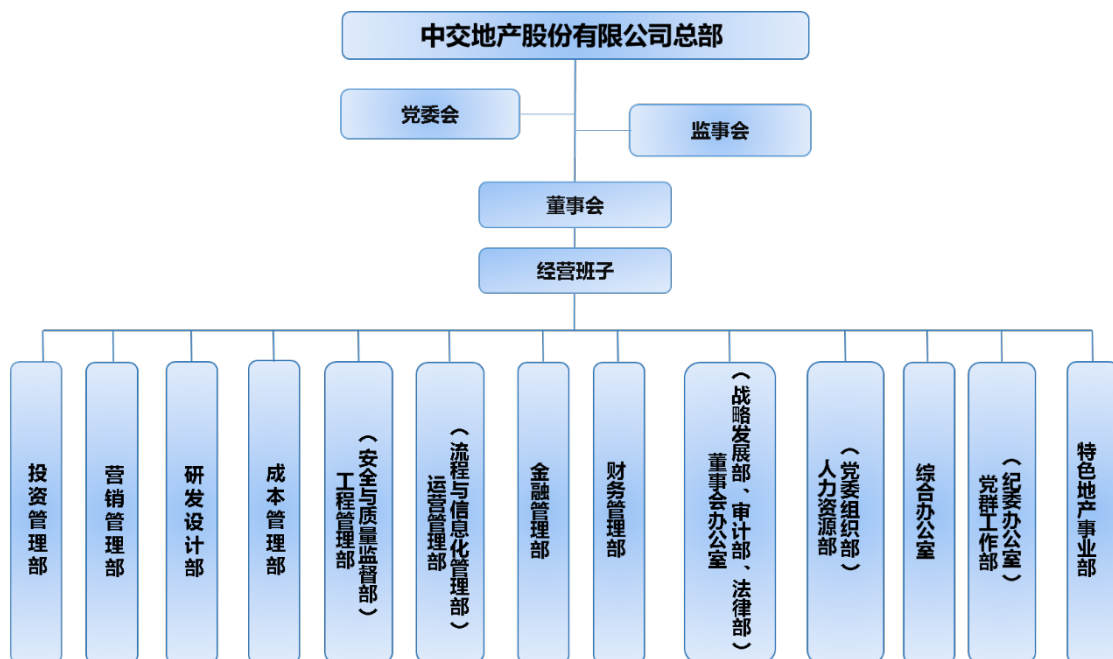 中交地产股份有限公司总部
党委会
监事会
董事会
经营班子
投资管理部
营销管理部
研发设计部
成本管理部
工程管理部
（安全与质量监督部）
运营管理部
（流程与信息化管理部）
金融管理部
财务管理部
董事会办公室
（战略发展部、审计部、法律部）
人力资源部
（党委组织部）
综合办公室
党群工作部
（纪委办公室）
特色地产事业部